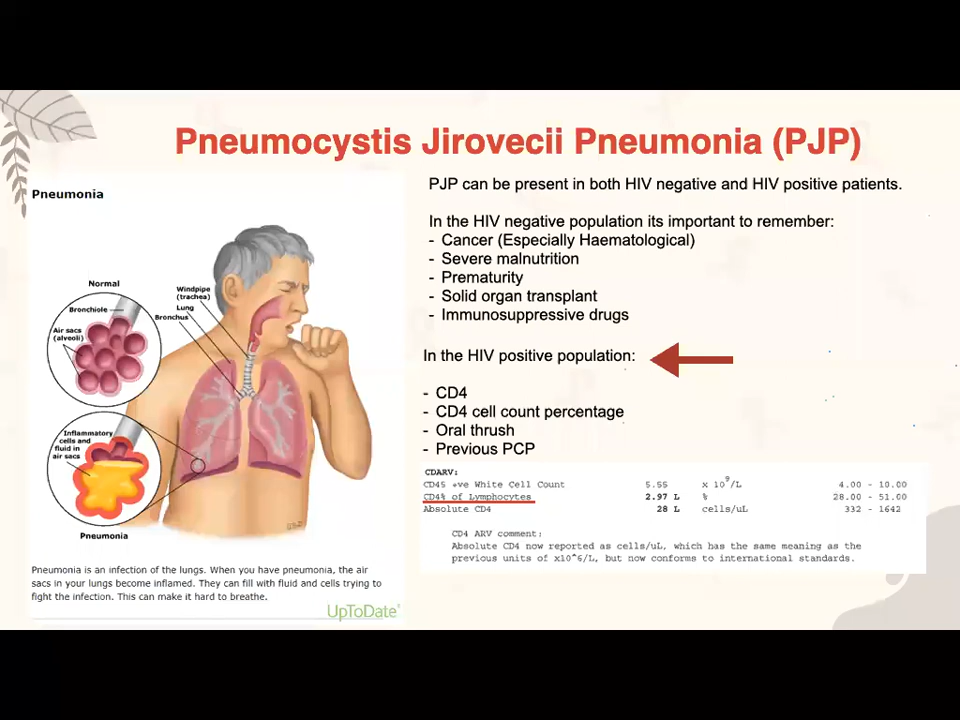 Pneumocystis Jirovecii Pneumonia (PJP)
Pneumonia
Normal
Bronchiole
Air sacs
(alveoli)
Windpipe
(trachea)
Lung
Bronchus
Inflammatory
cells and
fluid in
air sacs
Pneumonia
Pneumonia is an infection of the lungs. When you have pneumonia, the air
sacs in your lungs become inflamed. They can fill with fluid and cells trying to
fight the infection. This can make it hard to breathe.
UpToDate®
PJP can be present in both HIV negative and HIV positive patients.
In the HIV negative population its important to remember:
- Cancer (Especially Haematological)
- Severe malnutrition
- Prematurity
- Solid organ transplant
- Immunosuppressive drugs
In the HIV positive population:
- CD4
- CD4 cell count percentage
- Oral thrush
- Previous PCP
CDARV:
CD45 +ve White Cell Count 5.55 x 10^9/L 4.00 - 10.00
CD4% of Lymphocytes 2.97 L % 28.00 - 51.00
Absolute CD4 28 L cells/uL 332 - 1642
CD4 ARV comment:
Absolute CD4 now reported as cells/uL, which has the same meaning as the
previous units of x10^6/L, but now conforms to international standards.